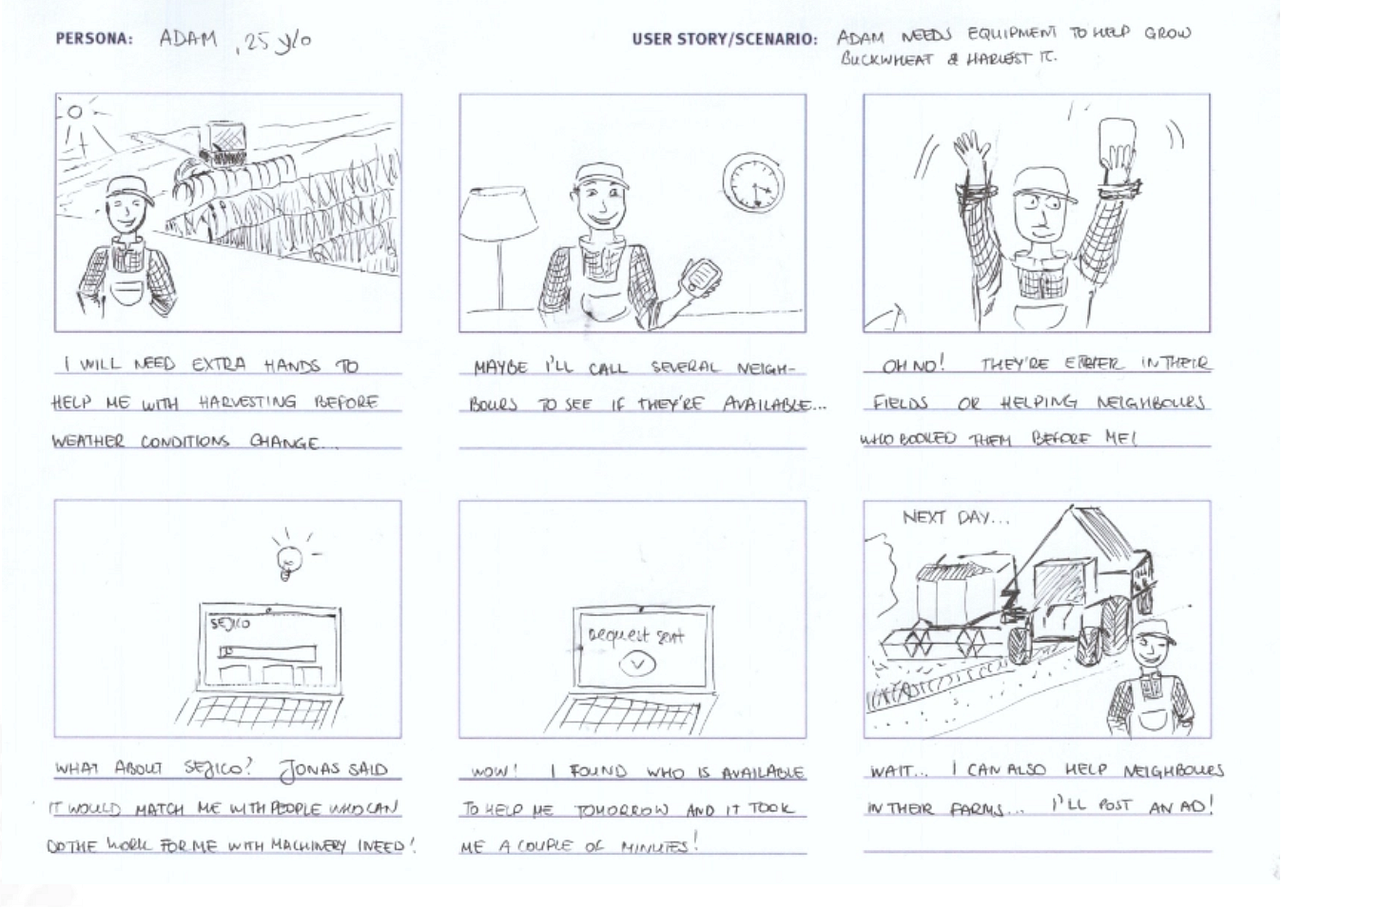 PERSONA: ADAM, 25 y/o
USER STORY/SCENARIO: ADAM NEEDS EQUIPMENT TO HELP GROW
BUCKWHEAT & HARVEST IT.
I WILL NEED EXTRA HANDS TO
HELP ME WITH HARVESTING BEFORE
WEATHER CONDITIONS CHANGE...
MAYBE I'LL CALL SEVERAL NEIGH-
BOURS TO SEE IF THEY'RE AVAILABLE...
OH NO! THEY'RE EITHER IN THEIR
FIELDS OR HELPING NEIGHBOURS
WHO BOOKED THEM BEFORE ME!
SEJICO
WHAT ABOUT SEJICO? JONAS SAID
IT WOULD MATCH ME WITH PEOPLE WHO CAN
DO THE WORK FOR ME WITH MACHINERY I NEED!
Request sent
WOW! I FOUND WHO IS AVAILABLE
TO HELP ME TOMORROW AND IT TOOK
ME A COUPLE OF MINUTES!
NEXT DAY...
WAIT... I CAN ALSO HELP NEIGHBOURS
IN THEIR FARMS... I'LL POST AN AD!